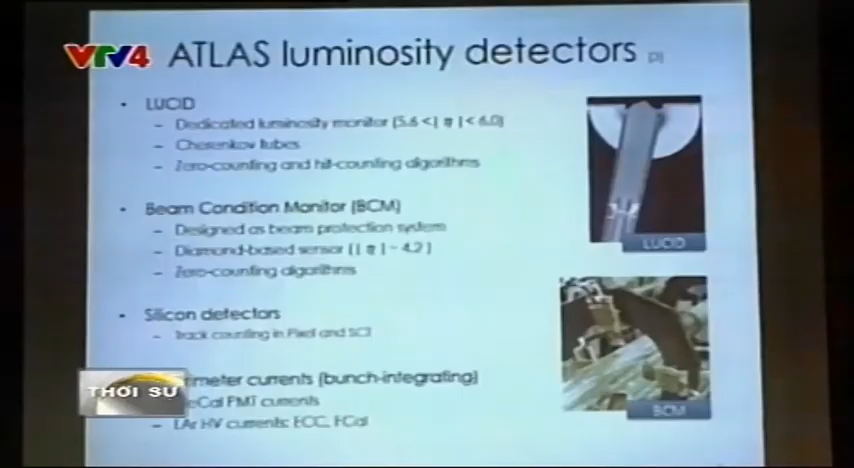 VTV4
ATLAS luminosity detectors [2]
• LUCID
– Dedicated luminosity monitor (5.6 <| η |< 6.0)
– Cherenkov tubes
– Zero-counting and hit-counting algorithms
• Beam Condition Monitor (BCM)
– Designed as beam protection system
– Diamond-based sensor (| η | ~ 4.2)
– Zero-counting algorithms
• Silicon detectors
– Track counting in Pixel and SCT
rimeter currents (bunch-integrating)
eCal PMT currents
– LAr HV currents: ECC, FCal
LUCID
BCM
THỜI SỰ